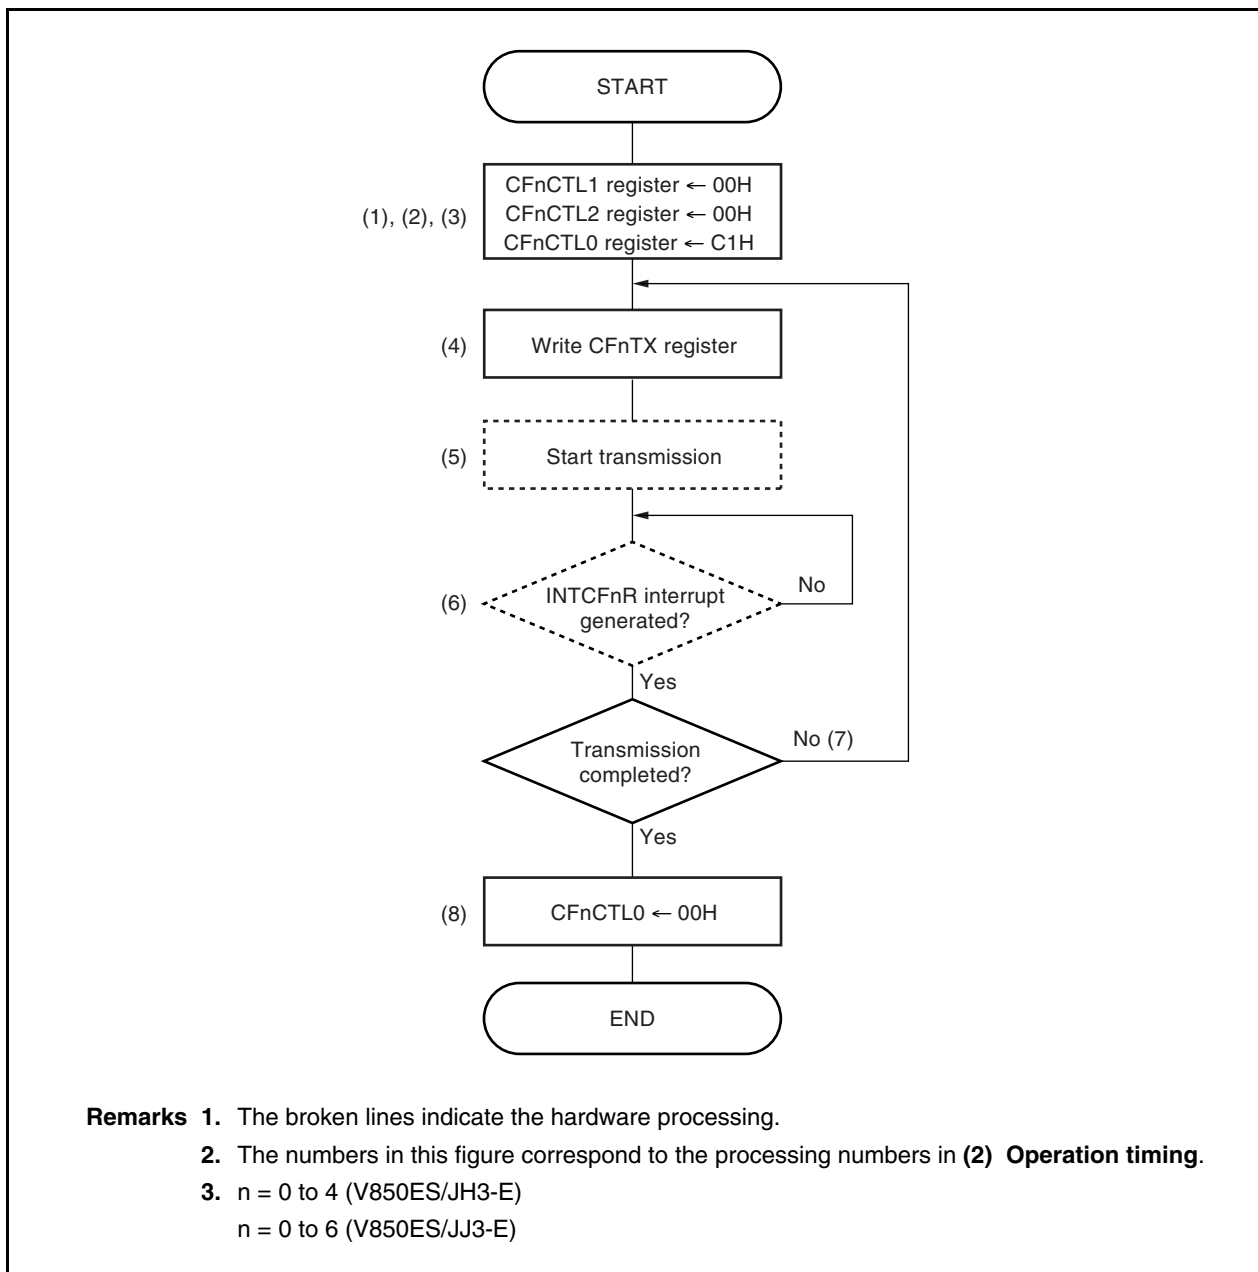 START
CFnCTL1 register ← 00H
CFnCTL2 register ← 00H
(1), (2), (3)
CFnCTL0 register ← C1H
(4)
Write CFnTX register
(5)
Start transmission
(6)
INTCFnR interrupt
generated?
No
Yes
Transmission
completed?
No (7)
Yes
(8)
CFnCTL0 ← 00H
END
Remarks 1. The broken lines indicate the hardware processing.
2. The numbers in this figure correspond to the processing numbers in (2) Operation timing.
3. n = 0 to 4 (V850ES/JH3-E)
n = 0 to 6 (V850ES/JJ3-E)